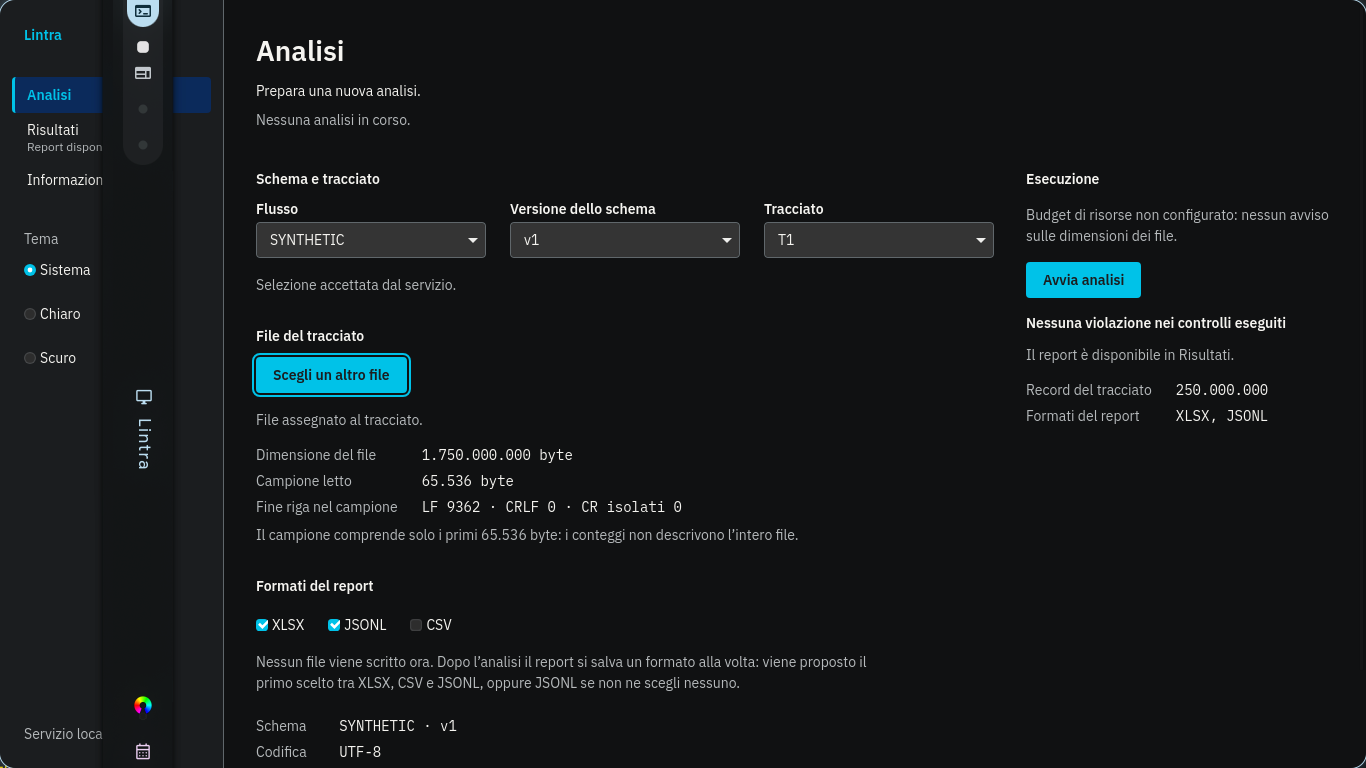 Lintra
Analisi
Risultati
Report dispon
Informazion
Tema
Sistema
Chiaro
Scuro
Servizio loca
Lintra
Analisi
Prepara una nuova analisi.
Nessuna analisi in corso.
Schema e tracciato
Flusso
SYNTHETIC
Versione dello schema
v1
Tracciato
T1
Selezione accettata dal servizio.
File del tracciato
Scegli un altro file
File assegnato al tracciato.
Dimensione del file 1.750.000.000 byte
Campione letto 65.536 byte
Fine riga nel campione LF 9362 · CRLF 0 · CR isolati 0
Il campione comprende solo i primi 65.536 byte: i conteggi non descrivono l’intero file.
Formati del report
XLSX JSONL CSV
Nessun file viene scritto ora. Dopo l’analisi il report si salva un formato alla volta: viene proposto il
primo scelto tra XLSX, CSV e JSONL, oppure JSONL se non ne scegli nessuno.
Schema SYNTHETIC · v1
Codifica UTF-8
Esecuzione
Budget di risorse non configurato: nessun avviso
sulle dimensioni dei file.
Avvia analisi
Nessuna violazione nei controlli eseguiti
Il report è disponibile in Risultati.
Record del tracciato 250.000.000
Formati del report XLSX, JSONL